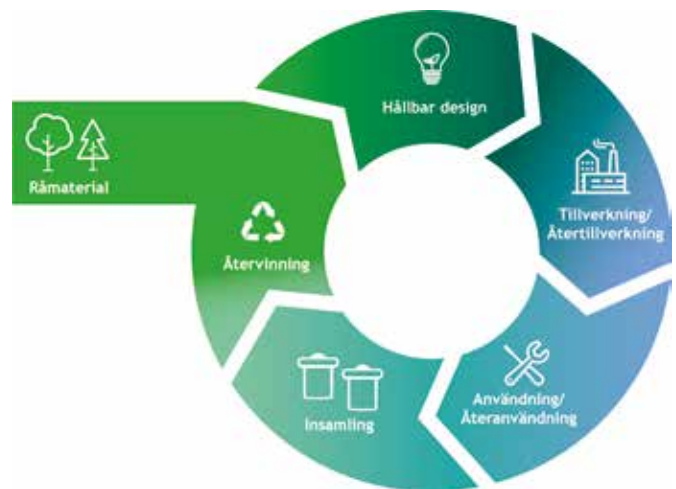 Råmaterial
Hållbar design
Tillverkning/
Återtillverkning
Användning/
Återanvändning
Insamling
Återvinning